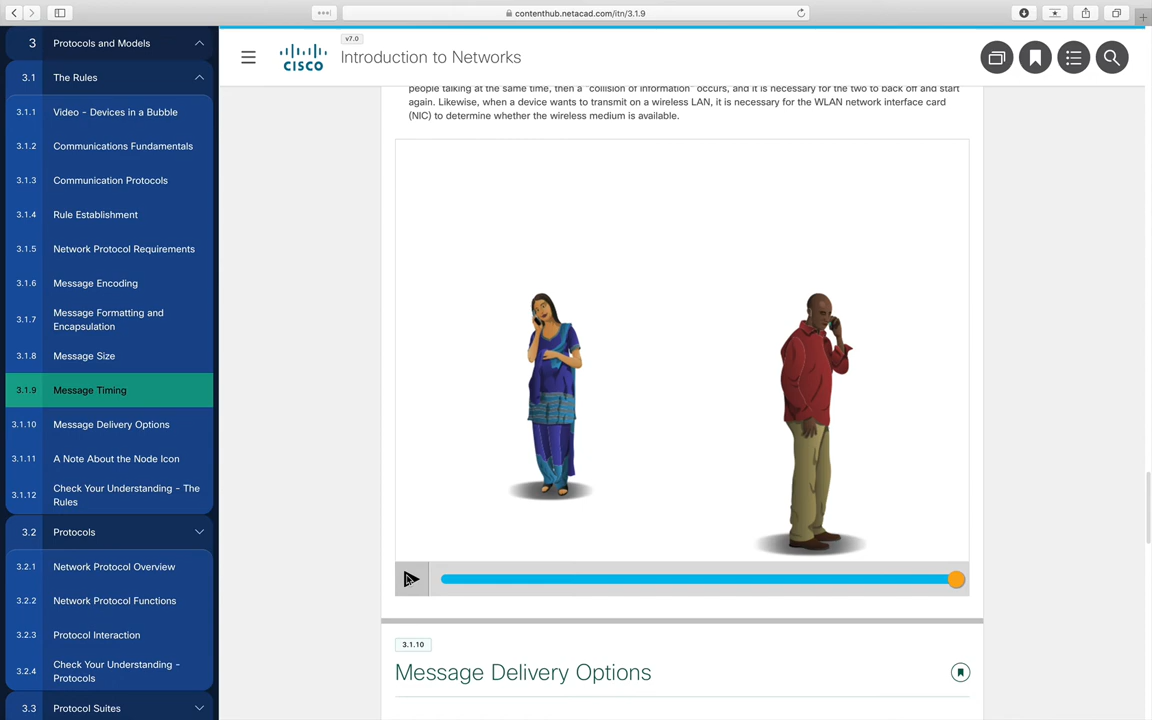 contenthub.netacad.com/itn/3.1.9
3 Protocols and Models
3.1 The Rules
3.1.1 Video - Devices in a Bubble
3.1.2 Communications Fundamentals
3.1.3 Communication Protocols
3.1.4 Rule Establishment
3.1.5 Network Protocol Requirements
3.1.6 Message Encoding
3.1.7 Message Formatting and
Encapsulation
3.1.8 Message Size
3.1.9 Message Timing
3.1.10 Message Delivery Options
3.1.11 A Note About the Node Icon
3.1.12 Check Your Understanding - The
Rules
3.2 Protocols
3.2.1 Network Protocol Overview
3.2.2 Network Protocol Functions
3.2.3 Protocol Interaction
3.2.4 Check Your Understanding -
Protocols
3.3 Protocol Suites
CISCO
v7.0
Introduction to Networks
people talking at the same time, then a "collision of information" occurs, and it is necessary for the two to back off and start
again. Likewise, when a device wants to transmit on a wireless LAN, it is necessary for the WLAN network interface card
(NIC) to determine whether the wireless medium is available.
3.1.10
Message Delivery Options